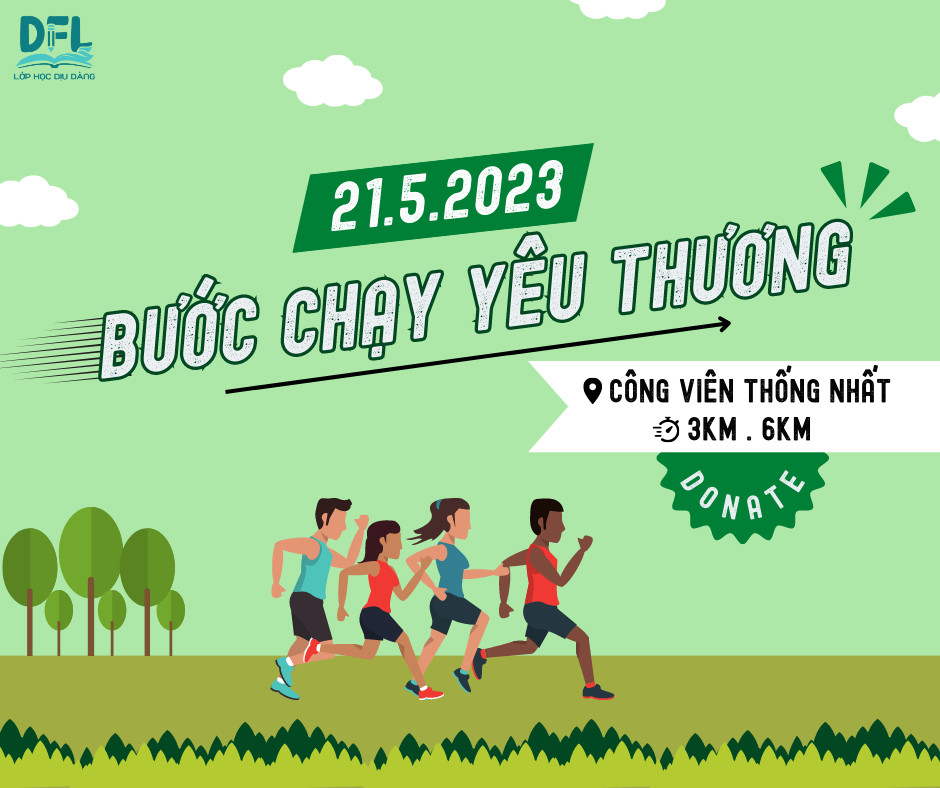 DFL
LỚP HỌC DỊU DÀNG
21.5.2023
BƯỚC CHẠY YÊU THƯƠNG
CÔNG VIÊN THỐNG NHẤT
3KM . 6KM
DONATE